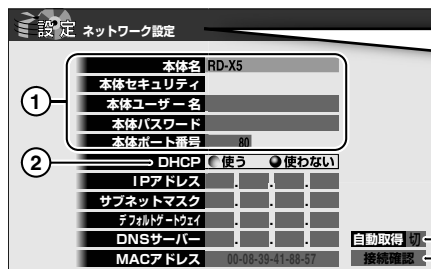 設定 ネットワーク設定
本体名 RD-X5
本体セキュリティ
① 本体ユーザー名
本体パスワード
本体ポート番号 80
② DHCP 使う 使わない
IPアドレス . . .
サブネットマスク . . .
デフォルトゲートウェイ . . .
DNSサーバー . . . 自動取得 切
MACアドレス 00-08-39-41-88-57 接続確認